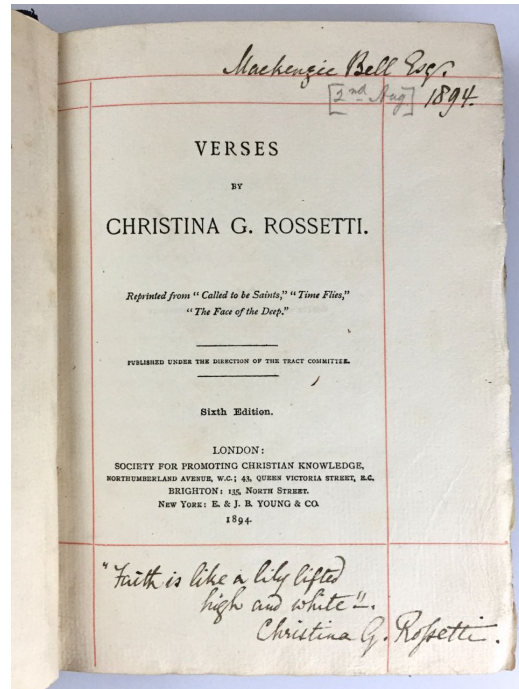 Mackenzie Bell Esqr.
[2nd Aug] 1894.
VERSES
BY
CHRISTINA G. ROSSETTI.
Reprinted from "Called to be Saints," "Time Flies,"
"The Face of the Deep."
PUBLISHED UNDER THE DIRECTION OF THE TRACT COMMITTEE.
Sixth Edition.
LONDON:
SOCIETY FOR PROMOTING CHRISTIAN KNOWLEDGE,
NORTHUMBERLAND AVENUE, W.C.; 43, QUEEN VICTORIA STREET, E.C.
BRIGHTON: 135, NORTH STREET.
NEW YORK: E. & J. B. YOUNG & CO.
1894.
"Faith is like a lily lifted
high and white".
Christina G. Rossetti.